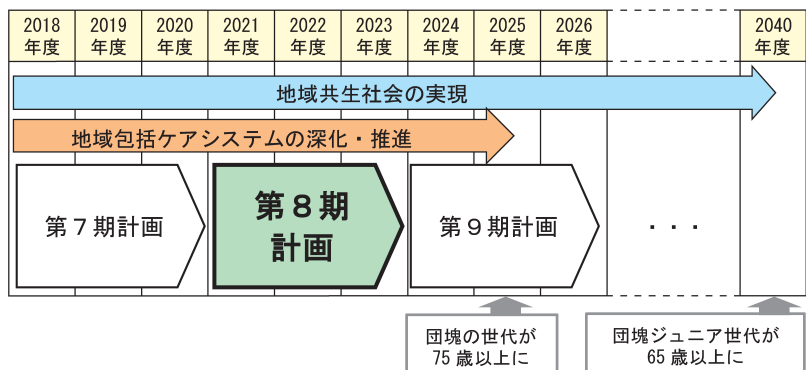 2018 2019 2020 2021 2022 2023 2024 2025 2026 2040
年度 年度 年度 年度 年度 年度 年度 年度 年度 年度
地域共生社会の実現
地域包括ケアシステムの深化・推進
第７期計画
第８期
計画
第９期計画
・・・
団塊の世代が
75 歳以上に
団塊ジュニア世代が
65 歳以上に